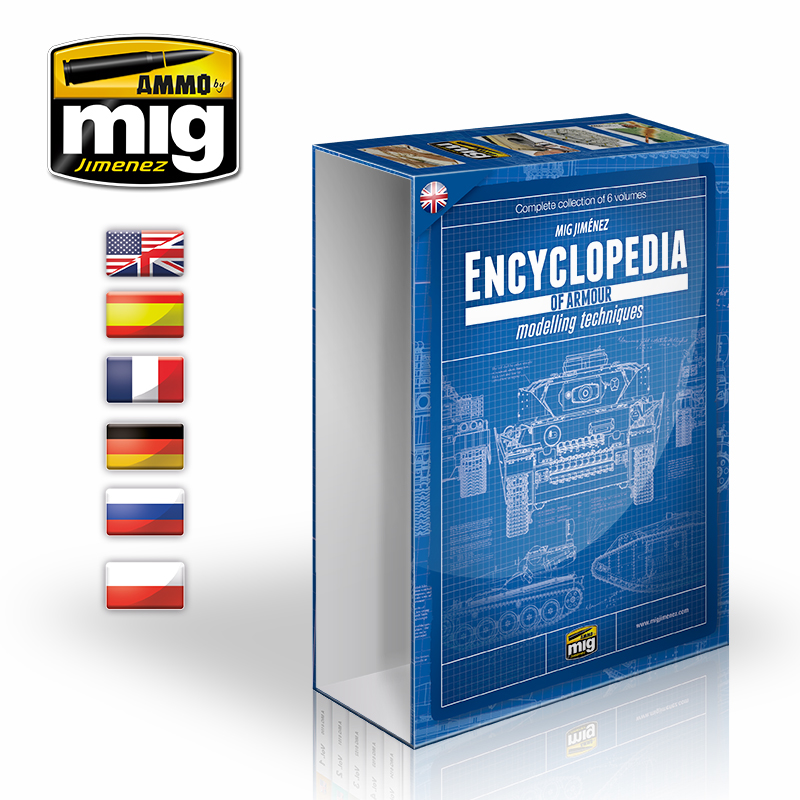 AMMO by
mig
Jimenez
Complete collection of 6 volumes
MIG JIMÉNEZ
ENCYCLOPEDIA
OF ARMOUR
modelling techniques
www.migjimenez.com
AMMO
mig